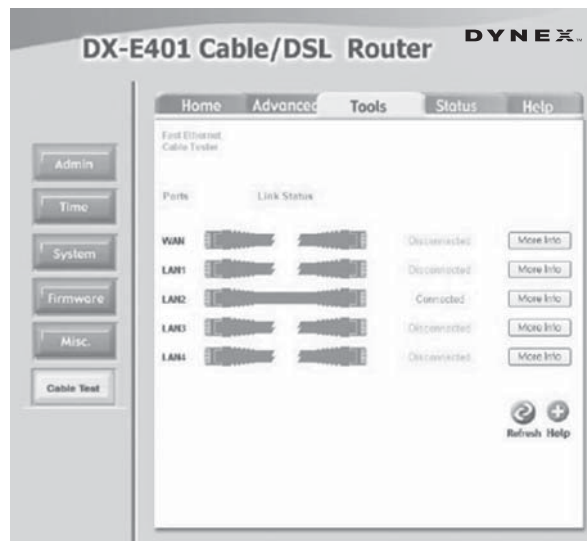 DX-E401 Cable/DSL Router
DYNEX™
Home Advanced Tools Status Help
Fast Ethernet
Cable Tester
Admin
Time
System
Firmware
Misc.
Cable Test
Ports Link Status
WAN Disconnected More Info
LAN1 Disconnected More Info
LAN2 Connected More Info
LAN3 Disconnected More Info
LAN4 Disconnected More Info
Refresh Help